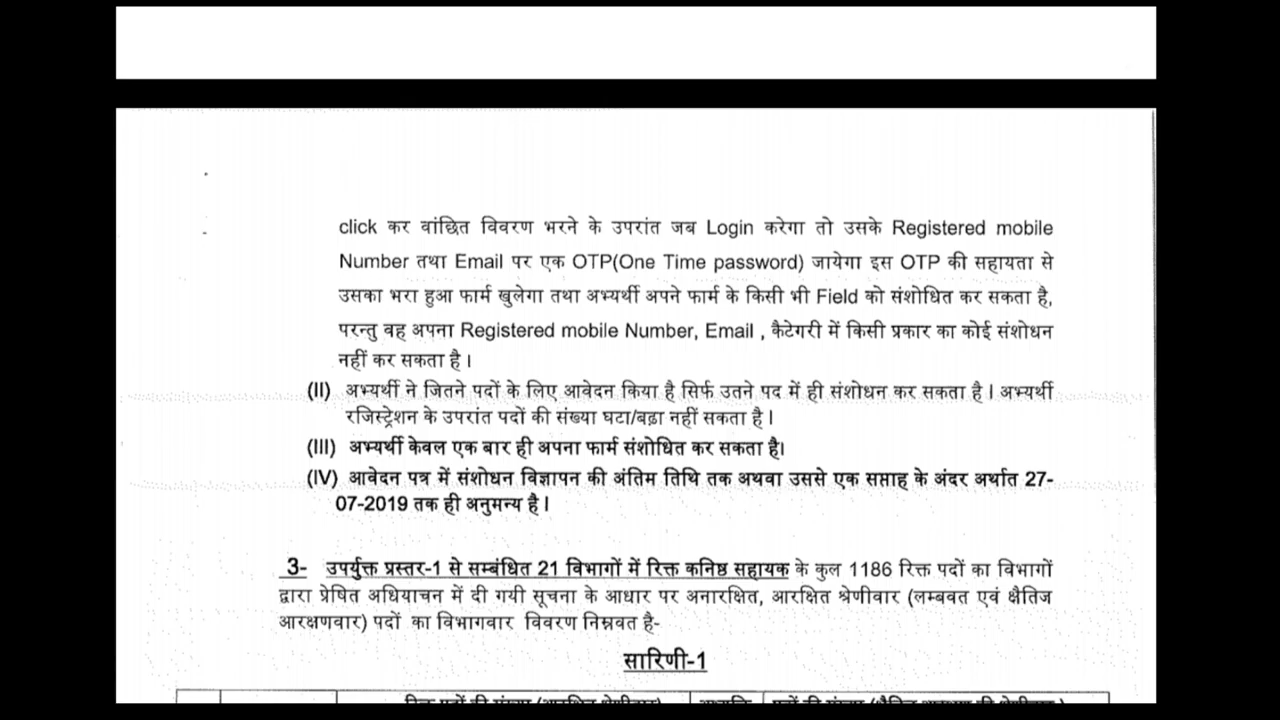 click कर वांछित विवरण भरने के उपरांत जब Login करेगा तो उसके Registered mobile
Number तथा Email पर एक OTP(One Time password) जायेगा इस OTP की सहायता से
उसका भरा हुआ फार्म खुलेगा तथा अभ्यर्थी अपने फार्म के किसी भी Field को संशोधित कर सकता है,
परन्तु वह अपना Registered mobile Number, Email , कैटेगरी में किसी प्रकार का कोई संशोधन
नहीं कर सकता है ।
(II) अभ्यर्थी ने जितने पदों के लिए आवेदन किया है सिर्फ उतने पद में ही संशोधन कर सकता है । अभ्यर्थी
रजिस्ट्रेशन के उपरांत पदों की संख्या घटा/बढ़ा नहीं सकता है ।
(III) अभ्यर्थी केवल एक बार ही अपना फार्म संशोधित कर सकता है।
(IV) आवेदन पत्र में संशोधन विज्ञापन की अंतिम तिथि तक अथवा उससे एक सप्ताह के अंदर अर्थात 27-
07-2019 तक ही अनुमन्य है ।
3- उपर्युक्त प्रस्तर-1 से सम्बंधित 21 विभागों में रिक्त कनिष्ठ सहायक के कुल 1186 रिक्त पदों का विभागों
द्वारा प्रेषित अधियाचन में दी गयी सूचना के आधार पर अनारक्षित, आरक्षित श्रेणीवार (लम्बवत एवं क्षैतिज
आरक्षणवार) पदों का विभागवार विवरण निम्नवत है-
सारिणी-1